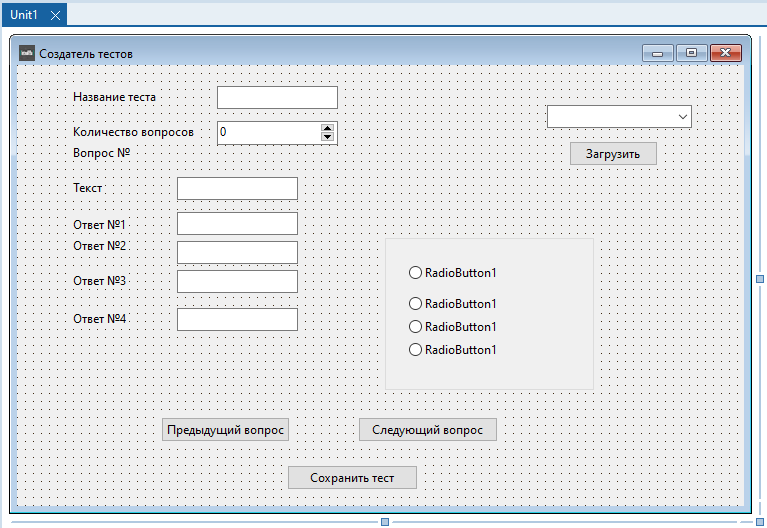 Unit1
Создатель тестов
Название теста
Количество вопросов 0
Вопрос №
Загрузить
Текст
Ответ №1
Ответ №2
Ответ №3
Ответ №4
RadioButton1
RadioButton1
RadioButton1
RadioButton1
Предыдущий вопрос Следующий вопрос
Сохранить тест